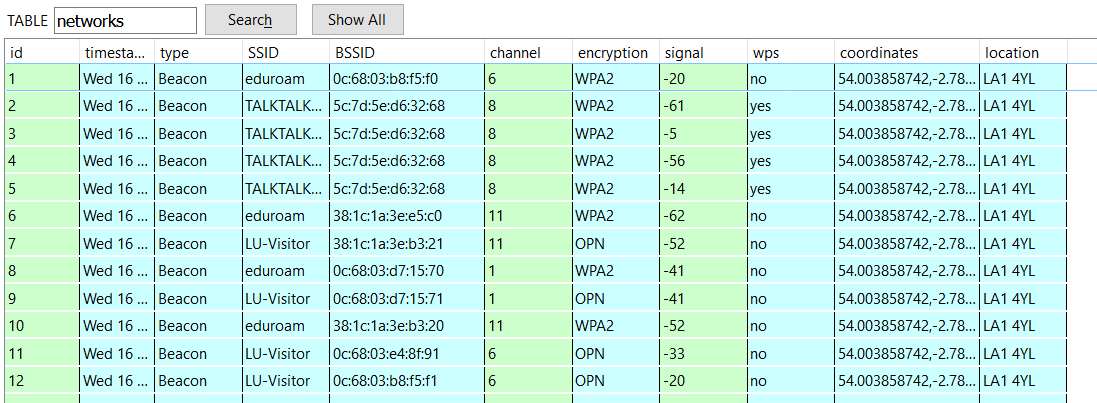 TABLE networks Search Show All
id timesta... type SSID BSSID channel encryption signal wps coordinates location
1 Wed 16 ... Beacon eduroam 0c:68:03:b8:f5:f0 6 WPA2 -20 no 54.003858742,-2.78... LA1 4YL
2 Wed 16 ... Beacon TALKTALK... 5c:7d:5e:d6:32:68 8 WPA2 -61 yes 54.003858742,-2.78... LA1 4YL
3 Wed 16 ... Beacon TALKTALK... 5c:7d:5e:d6:32:68 8 WPA2 -5 yes 54.003858742,-2.78... LA1 4YL
4 Wed 16 ... Beacon TALKTALK... 5c:7d:5e:d6:32:68 8 WPA2 -56 yes 54.003858742,-2.78... LA1 4YL
5 Wed 16 ... Beacon TALKTALK... 5c:7d:5e:d6:32:68 8 WPA2 -14 yes 54.003858742,-2.78... LA1 4YL
6 Wed 16 ... Beacon eduroam 38:1c:1a:3e:e5:c0 11 WPA2 -62 no 54.003858742,-2.78... LA1 4YL
7 Wed 16 ... Beacon LU-Visitor 38:1c:1a:3e:b3:21 11 OPN -52 no 54.003858742,-2.78... LA1 4YL
8 Wed 16 ... Beacon eduroam 0c:68:03:d7:15:70 1 WPA2 -41 no 54.003858742,-2.78... LA1 4YL
9 Wed 16 ... Beacon LU-Visitor 0c:68:03:d7:15:71 1 OPN -41 no 54.003858742,-2.78... LA1 4YL
10 Wed 16 ... Beacon eduroam 38:1c:1a:3e:b3:20 11 WPA2 -52 no 54.003858742,-2.78... LA1 4YL
11 Wed 16 ... Beacon LU-Visitor 0c:68:03:e4:8f:91 6 OPN -33 no 54.003858742,-2.78... LA1 4YL
12 Wed 16 ... Beacon LU-Visitor 0c:68:03:b8:f5:f1 6 OPN -20 no 54.003858742,-2.78... LA1 4YL